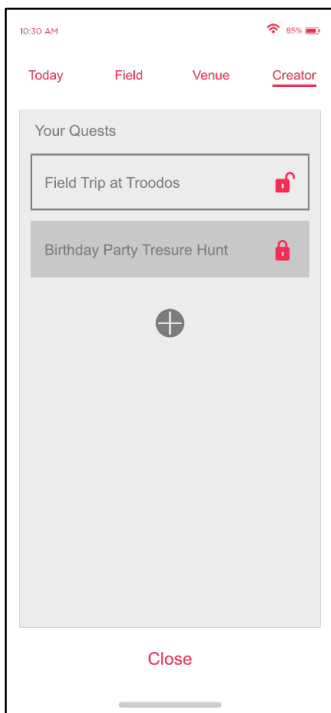 10:30 AM 85%
Today Field Venue Creator
Your Quests
Field Trip at Troodos
Birthday Party Tresure Hunt
Close